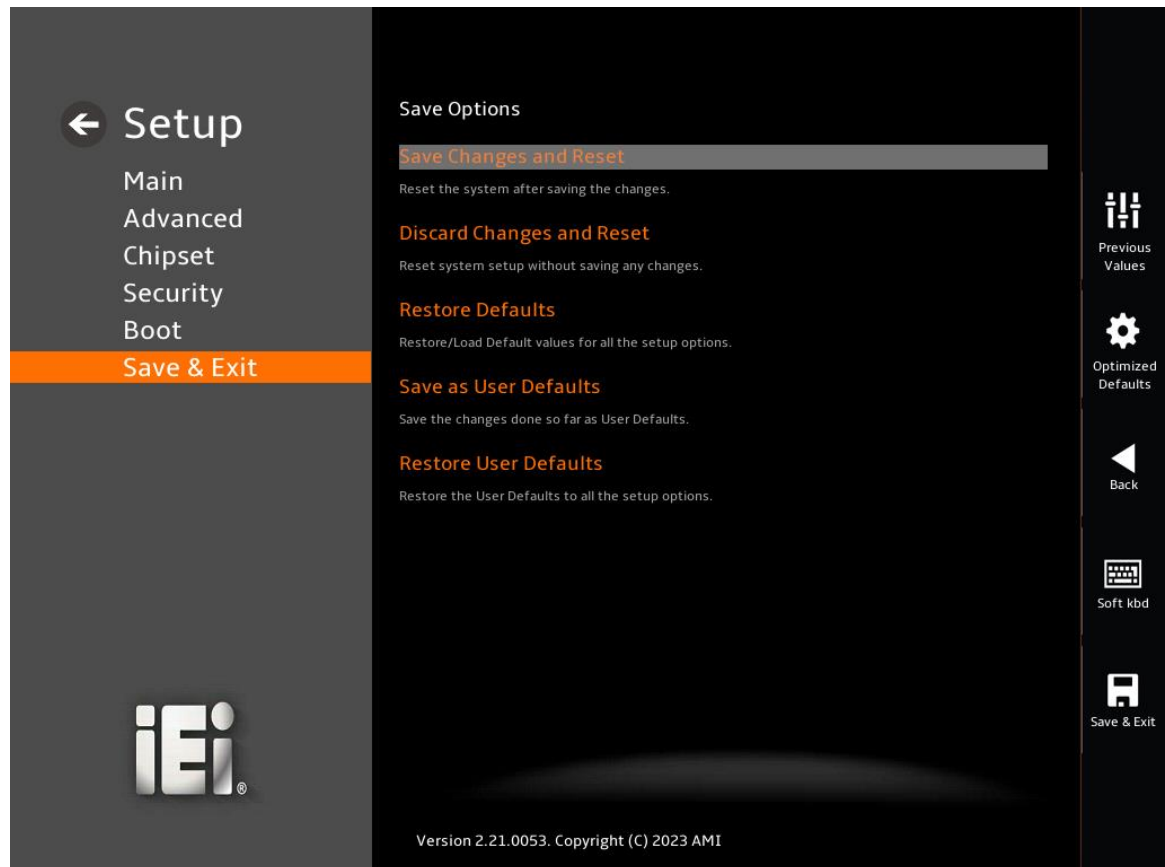 Setup
Main
Advanced
Chipset
Security
Boot
Save & Exit
Save Options
Save Changes and Reset
Reset the system after saving the changes.
Discard Changes and Reset
Reset system setup without saving any changes.
Restore Defaults
Restore/Load Default values for all the setup options.
Save as User Defaults
Save the changes done so far as User Defaults.
Restore User Defaults
Restore the User Defaults to all the setup options.
Previous
Values
Optimized
Defaults
Back
Soft kbd
Save & Exit
iEi®
Version 2.21.0053. Copyright (C) 2023 AMI